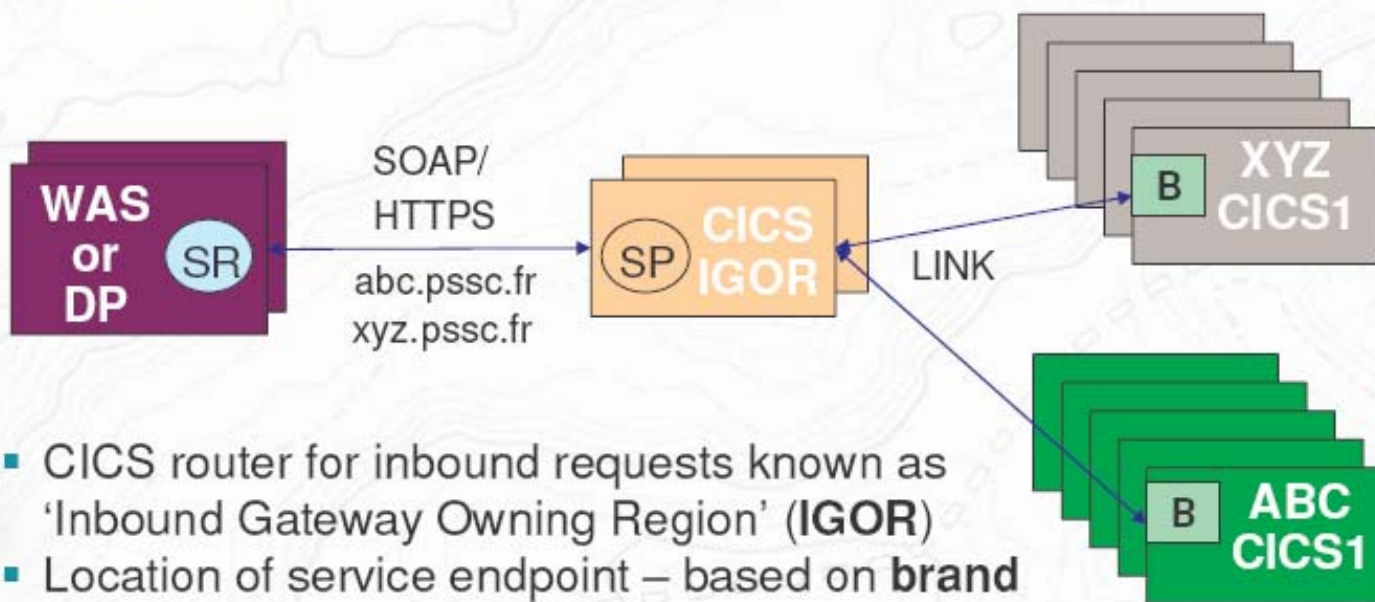 WAS
or
DP
SR
SOAP/
HTTPS
abc.pssc.fr
xyz.pssc.fr
SP
CICS
IGOR
LINK
B
XYZ
CICS1
B
ABC
CICS1
▪ CICS router for inbound requests known as
‘Inbound Gateway Owning Region’ (IGOR)
▪ Location of service endpoint – based on brand